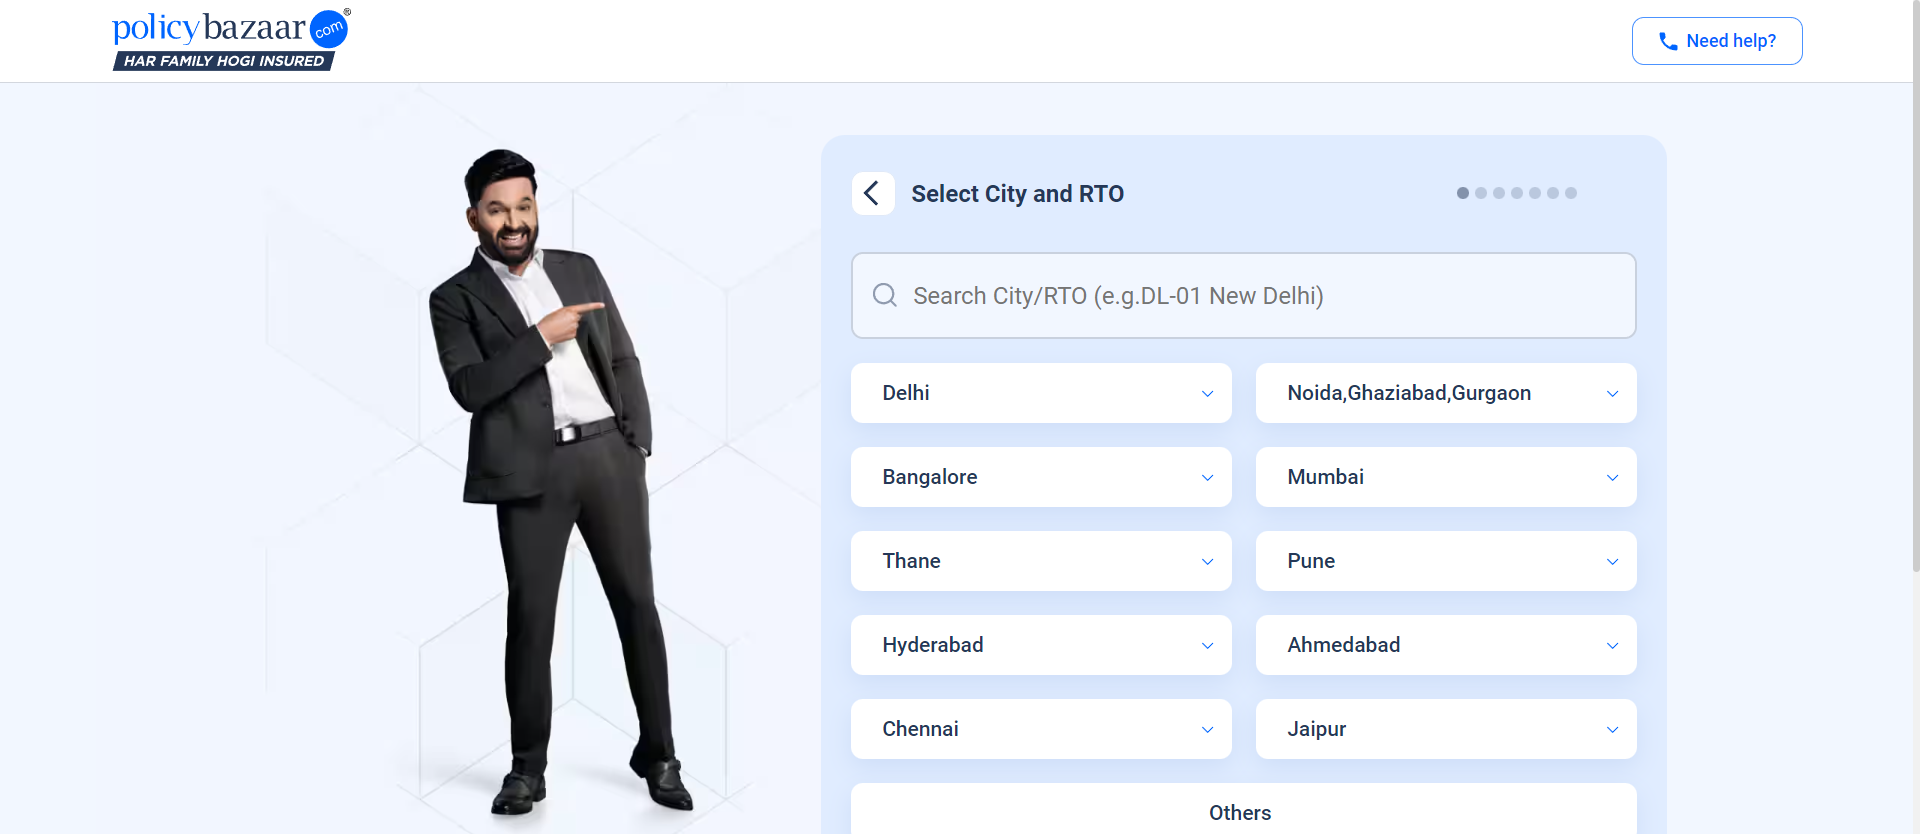 policybazaar com®
HAR FAMILY HOGI INSURED
Need help?
Select City and RTO
Search City/RTO (e.g.DL-01 New Delhi)
Delhi
Noida,Ghaziabad,Gurgaon
Bangalore
Mumbai
Thane
Pune
Hyderabad
Ahmedabad
Chennai
Jaipur
Others